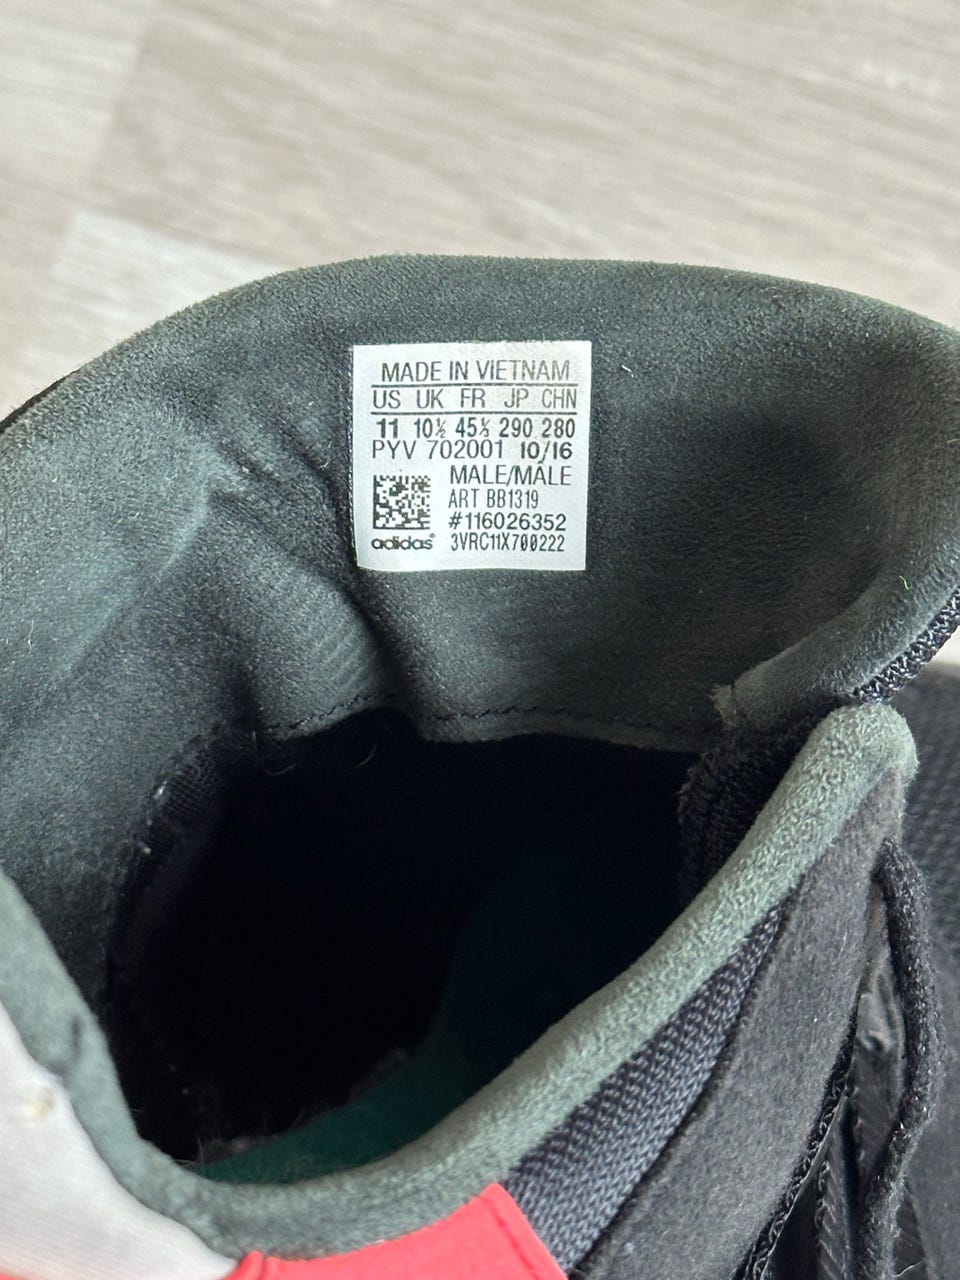 MADE IN VIETNAM
US UK FR JP CHN
11 10½ 45⅓ 290 280
PYV 702001 10/16
MALE/MÂLE
ART BB1319
#116026352
adidas® 3VRC11X700222